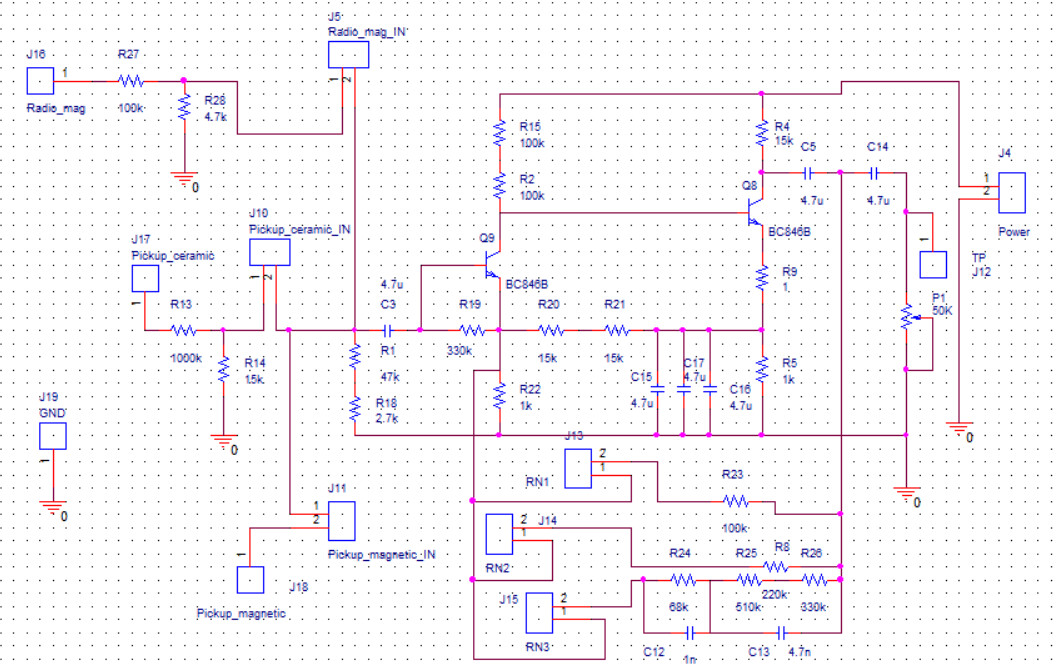 J5
Radio_mag_IN
J16
R27
1
1
2
Radio_mag
100k
R28
4.7k
0
R15
100k
R4
15k
C5
C14
J4
R2
100k
Q8
4.7u
4.7u
1
2
BC846B
Power
J10
Pickup_ceramic_IN
J17
Pickup_ceramic
Q9
1
TP
J12
1
2
4.7u
BC846B
R9
1
1
R13
C3
R19
R20
R21
P1
50K
1000k
R14
15k
R1
47k
330k
15k
15k
C17
4.7u
R5
1k
C15
4.7u
C16
4.7u
R18
2.7k
R22
1k
J19
GND
0
0
1
J13
2
1
RN1
R23
J11
0
0
1
2
2
1
J14
100k
1
Pickup_magnetic_IN
RN2
R24
R25
R8
R26
J18
J15
2
1
68k
510k
220k
330k
Pickup_magnetic
RN3
C12
1n
C13
4.7n